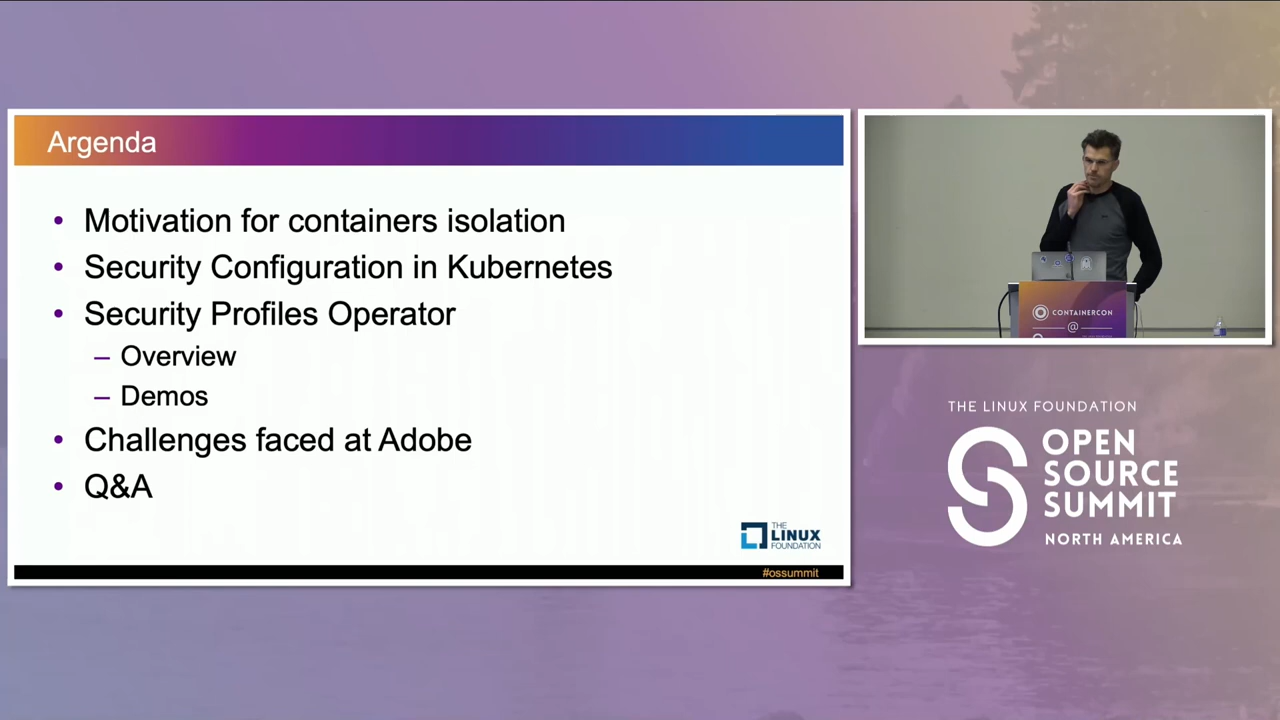 Argenda
• Motivation for containers isolation
• Security Configuration in Kubernetes
• Security Profiles Operator
– Overview
– Demos
• Challenges faced at Adobe
• Q&A
THE
LINUX
FOUNDATION
#ossummit
CONTAINERCON
@
THE LINUX FOUNDATION
OPEN
SOURCE
SUMMIT
NORTH AMERICA